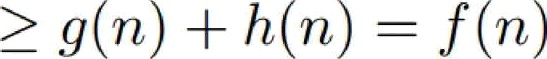 ≥ g(n) + h(n) = f(n)